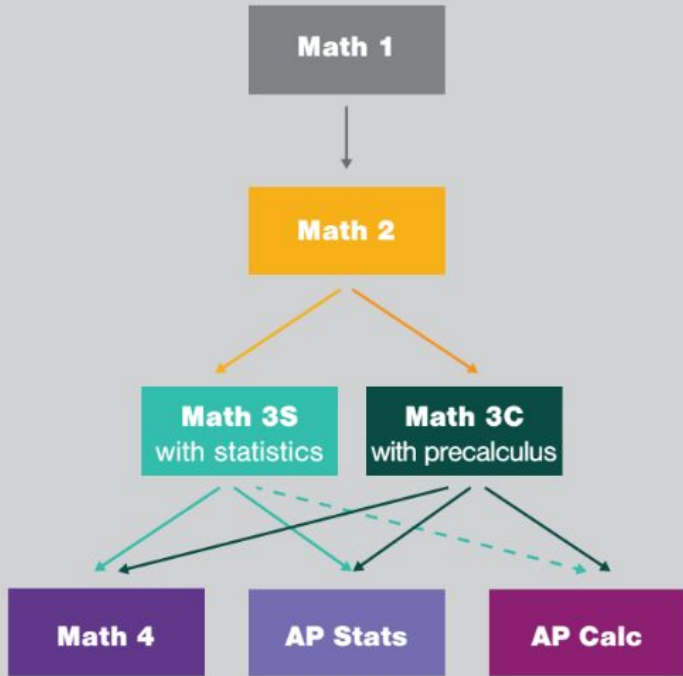 Math 1
Math 2
Math 3S
with statistics
Math 3C
with precalculus
Math 4
AP Stats
AP Calc